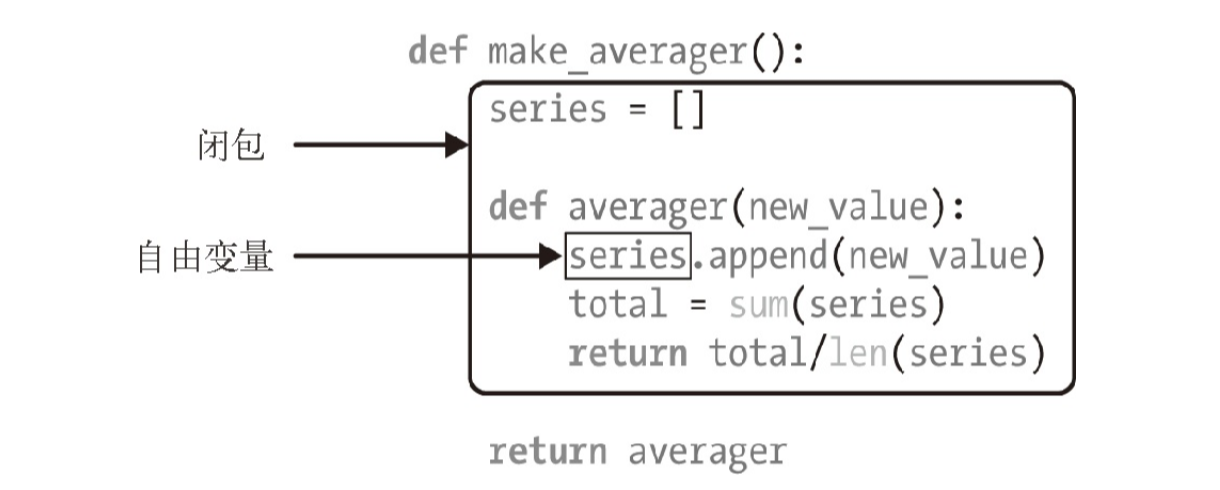 def make_averager():
series = []
闭包
def averager(new_value):
自由变量 series.append(new_value)
total = sum(series)
return total/len(series)
return averager